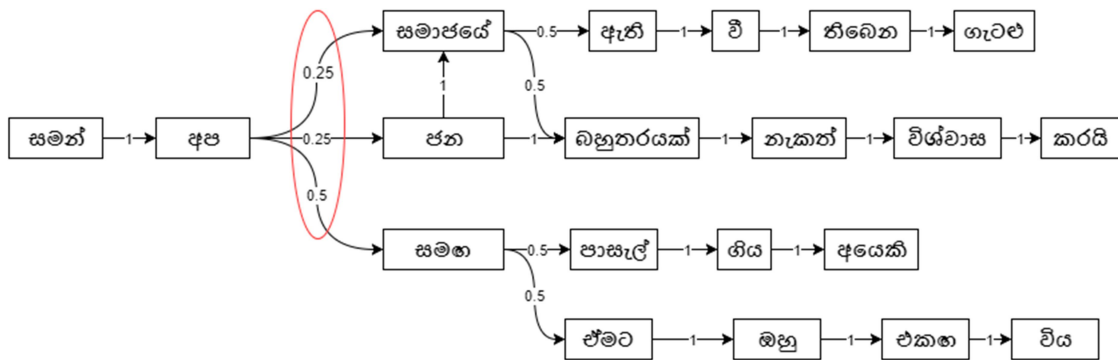 සමාජයේ 0.5 ඇති 1 වී 1 තිබෙන 1 ගැටළු
0.25 1 0.5
සමන් 1 අප 0.25 ජන 1 බහුතරයක් 1 නැකත් 1 විශ්වාස 1 කරයි
0.5
සමඟ 0.5 පාසැල් 1 ගිය 1 අයෙකි
0.5
ඒමට 1 ඔහු 1 එකඟ 1 විය